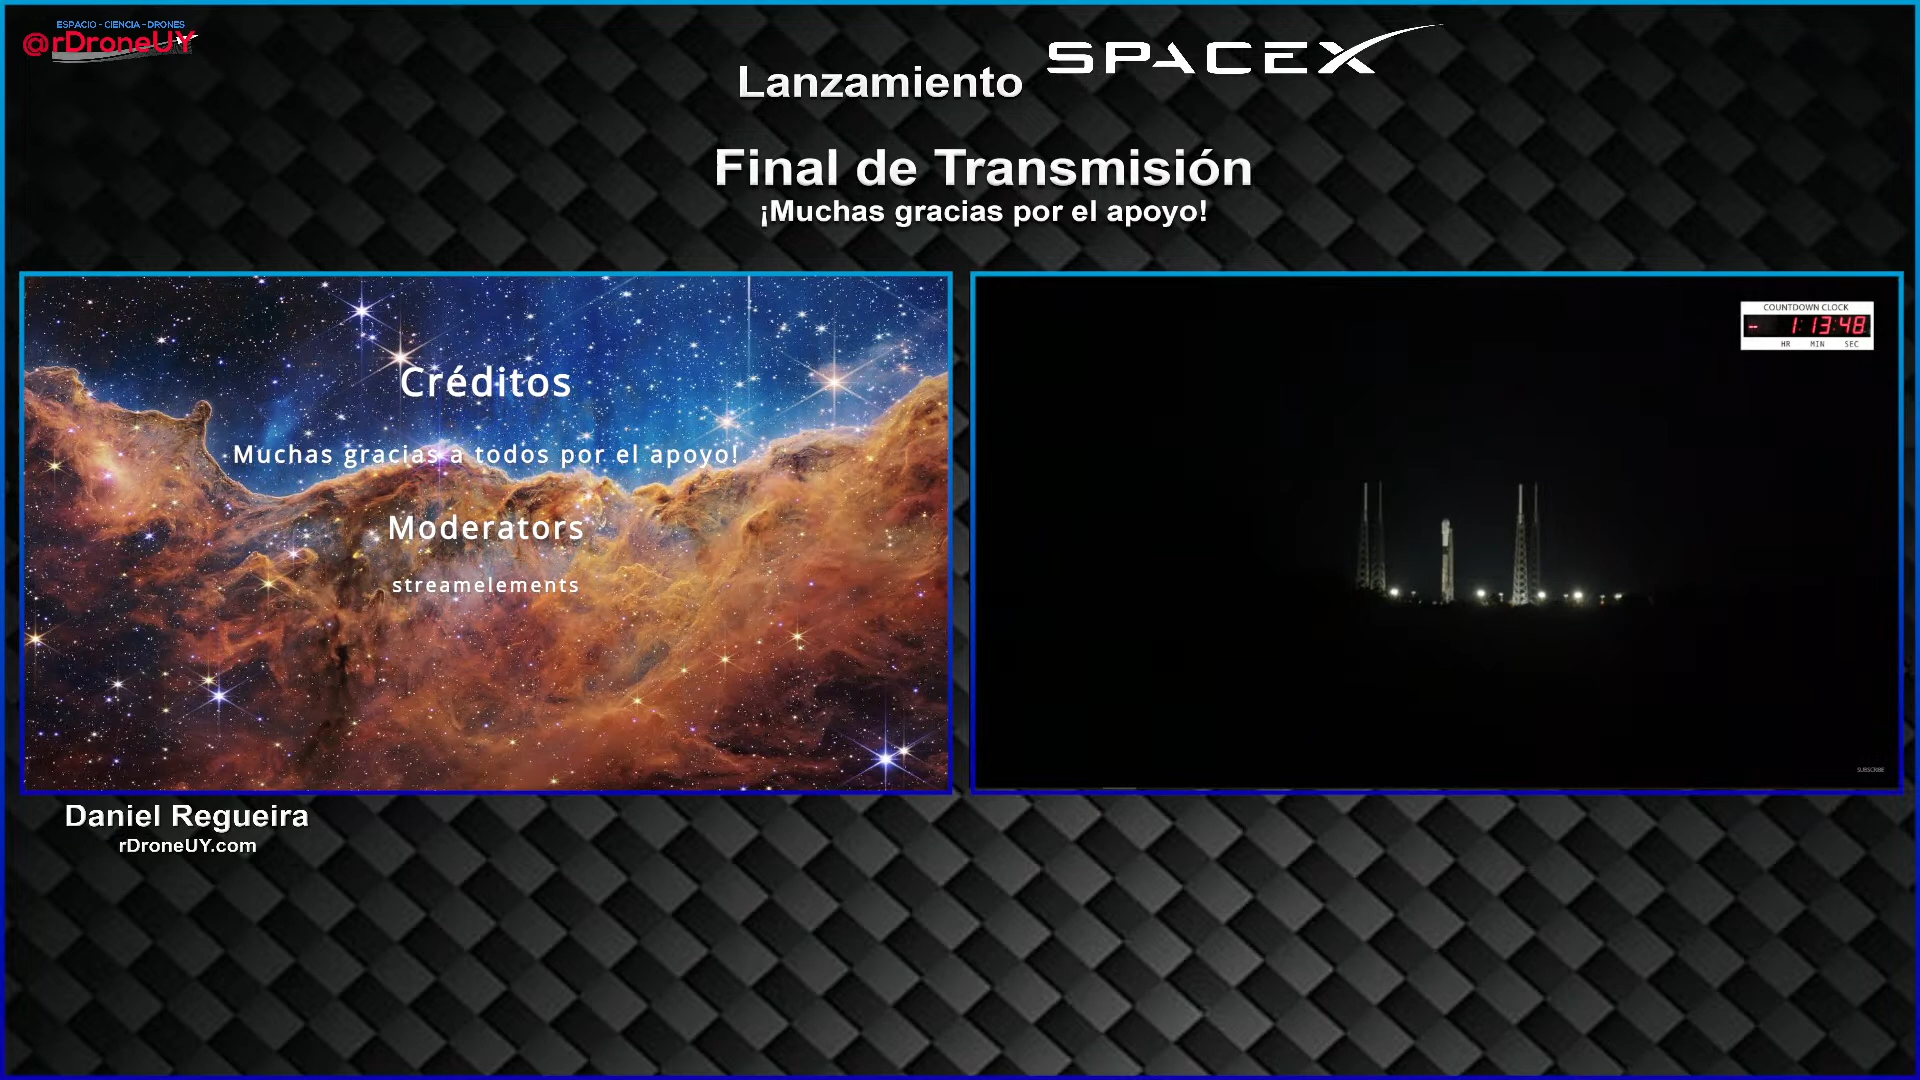 ESPACIO - CIENCIA - DRONES
@rDroneUY
Lanzamiento SPACEX
Final de Transmisión
¡Muchas gracias por el apoyo!
Créditos
Muchas gracias a todos por el apoyo!
Moderators
streamelements
COUNTDOWN CLOCK
- 1:13:48
HR MIN SEC
SUBSCRIBE
Daniel Regueira
rDroneUY.com